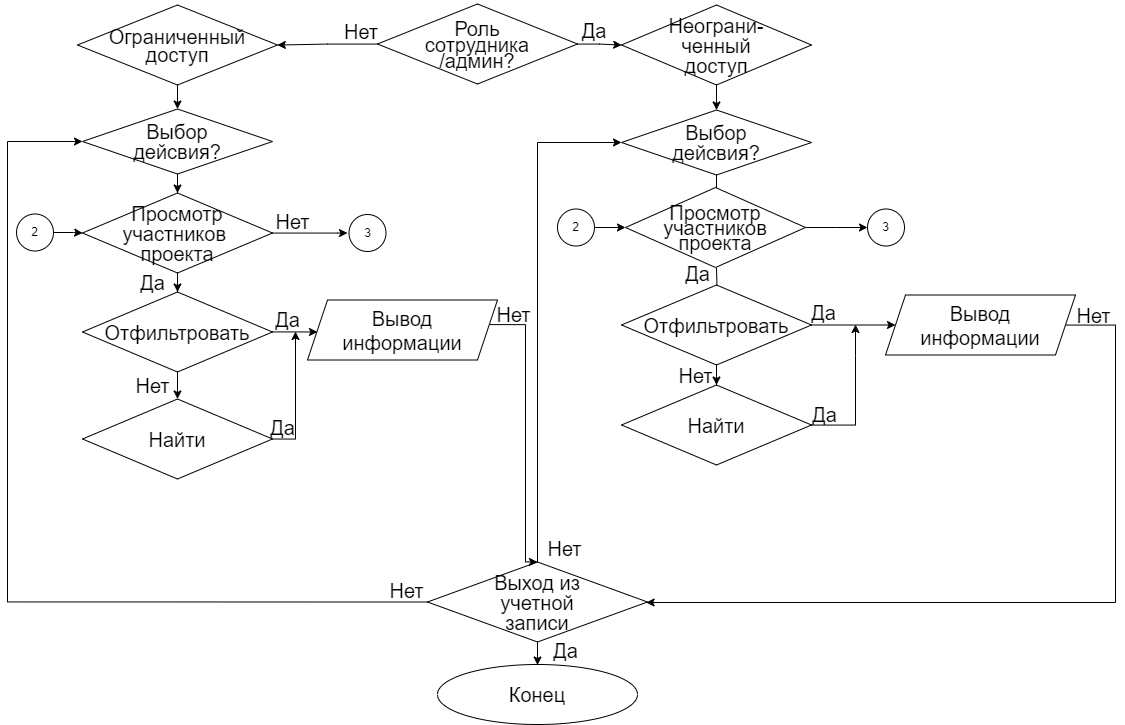 Ограниченный
доступ
Нет
Роль
сотрудника
/админ?
Да
Неограни-
ченный
доступ
Выбор
дейсвия?
Выбор
дейсвия?
2
Просмотр
участников
проекта
Нет
3
2
Просмотр
участников
проекта
3
Да
Да
Отфильтровать
Да
Вывод
информации
Нет
Отфильтровать
Да
Вывод
информации
Нет
Нет
Нет
Найти
Да
Найти
Да
Нет
Нет
Выход из
учетной
записи
Да
Конец